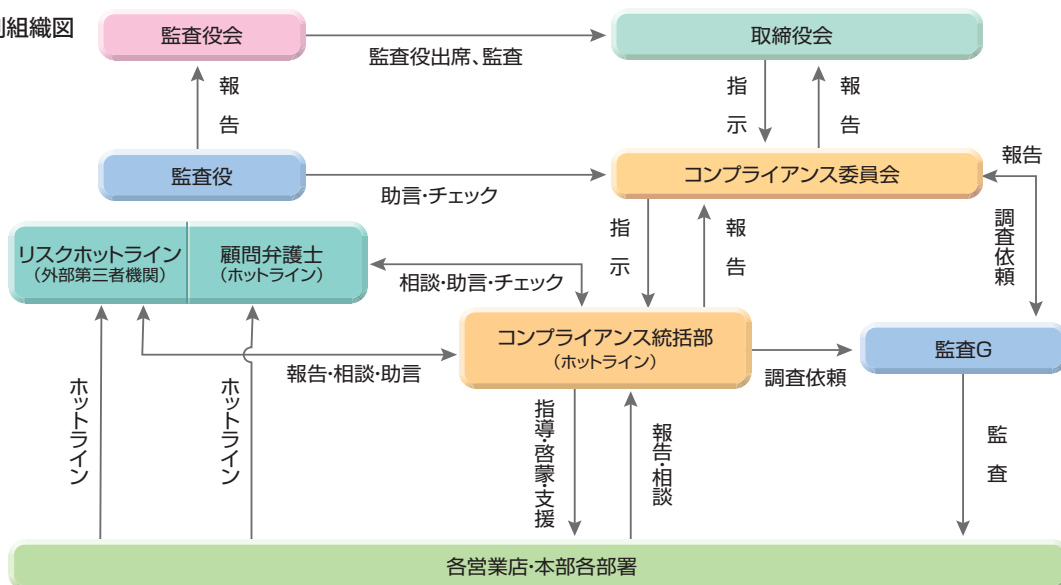 組織図
監査役会
取締役会
監査役出席、監査
報告
指示
報告
監査役
コンプライアンス委員会
報告
助言・チェック
調査依頼
リスクホットライン
(外部第三者機関)
顧問弁護士
(ホットライン)
指示
報告
相談・助言・チェック
コンプライアンス統括部
(ホットライン)
監査G
報告・相談・助言
調査依頼
ホットライン
ホットライン
指導・啓蒙・支援
報告・相談
監査
各営業店・本部各部署